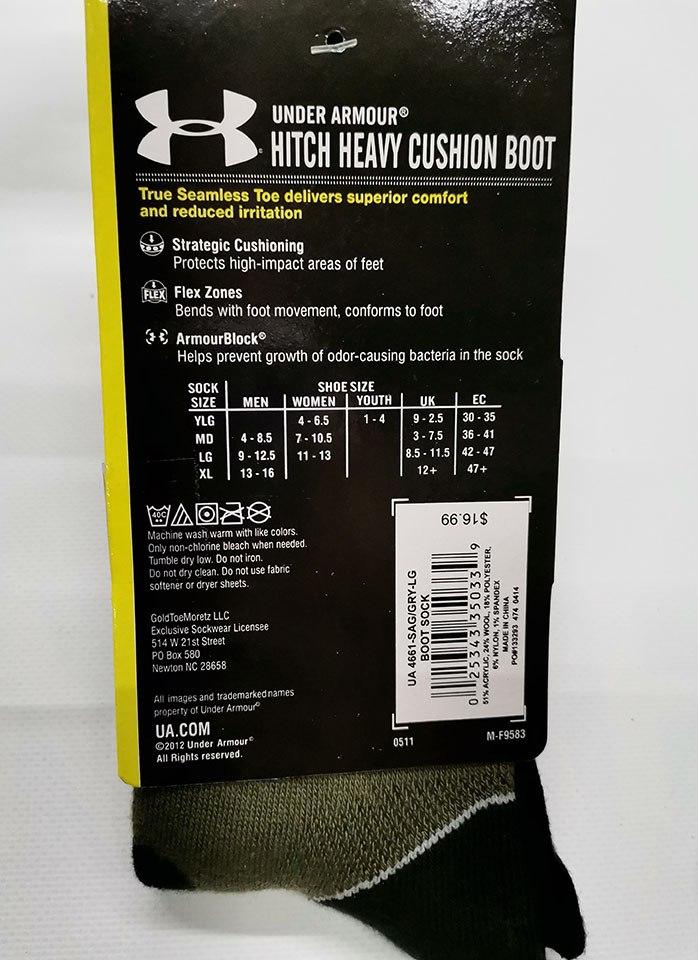 UNDER ARMOUR®
HITCH HEAVY CUSHION BOOT
True Seamless Toe delivers superior comfort
and reduced irritation
Strategic Cushioning
Protects high-impact areas of feet
FLEX
Flex Zones
Bends with foot movement, conforms to foot
ArmourBlock®
Helps prevent growth of odor-causing bacteria in the sock
SOCK SHOE SIZE
SIZE MEN WOMEN YOUTH UK EC
YLG 4 - 6.5 1 - 4 9 - 2.5 30 - 35
MD 4 - 8.5 7 - 10.5 3 - 7.5 36 - 41
LG 9 - 12.5 11 - 13 8.5 - 11.5 42 - 47
XL 13 - 16 12+ 47+
40C
Machine wash warm with like colors.
Only non-chlorine bleach when needed.
Tumble dry low. Do not iron.
Do not dry clean. Do not use fabric
softener or dryer sheets.
GoldToeMoretz LLC
Exclusive Sockwear Licensee
514 W 21st Street
PO Box 580
Newton NC 28658
All images and trademarked names
property of Under Armour®
UA.COM
©2012 Under Armour®
All Rights reserved.
$16.99
UA 4661-SAG/GRY-LG
BOOT SOCK
0 25343 35033 9
51% ACRYLIC, 24% WOOL, 18% POLYESTER,
6% NYLON, 1% SPANDEX
MADE IN CHINA
PO#133293 474 0414
0511
M-F9583